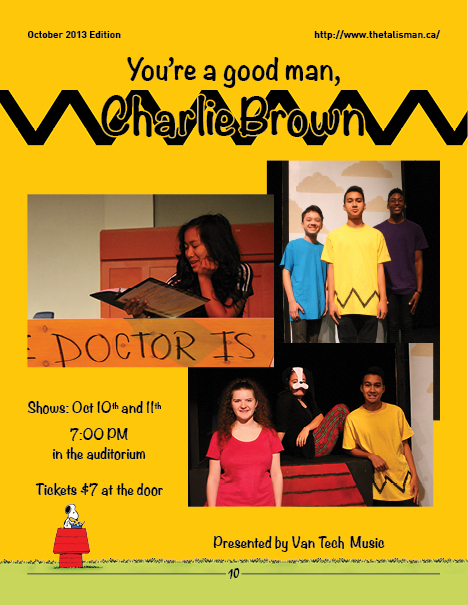 October 2013 Edition
http://www.thetalisman.ca/
You're a good man,
Charlie Brown
E DOCTOR IS
Shows: Oct 10th and 11th
7:00 PM
in the auditorium
Tickets $7 at the door
Presented by Van Tech Music
10